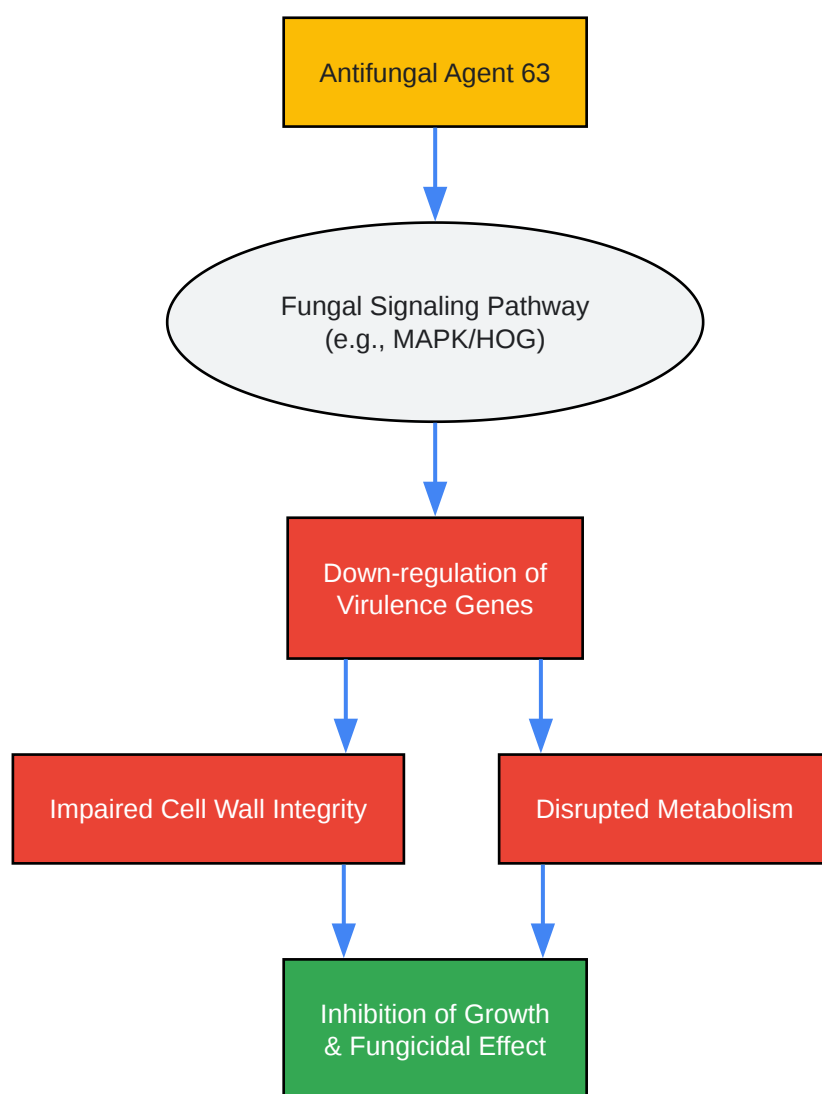 Antifungal Agent 63
Fungal Signaling Pathway
(e.g., MAPK/HOG)
Down-regulation of
Virulence Genes
Impaired Cell Wall Integrity
Disrupted Metabolism
Inhibition of Growth
& Fungicidal Effect